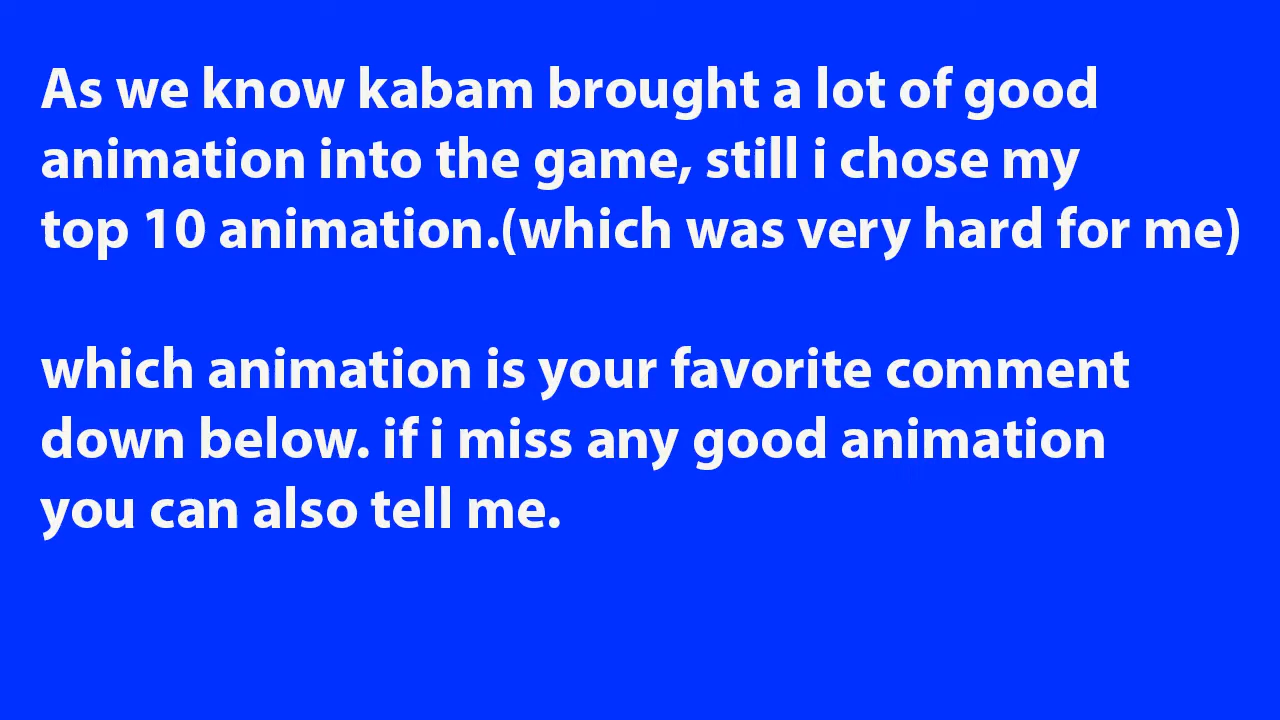 As we know kabam brought a lot of good
animation into the game, still i chose my
top 10 animation.(which was very hard for me)
which animation is your favorite comment
down below. if i miss any good animation
you can also tell me.